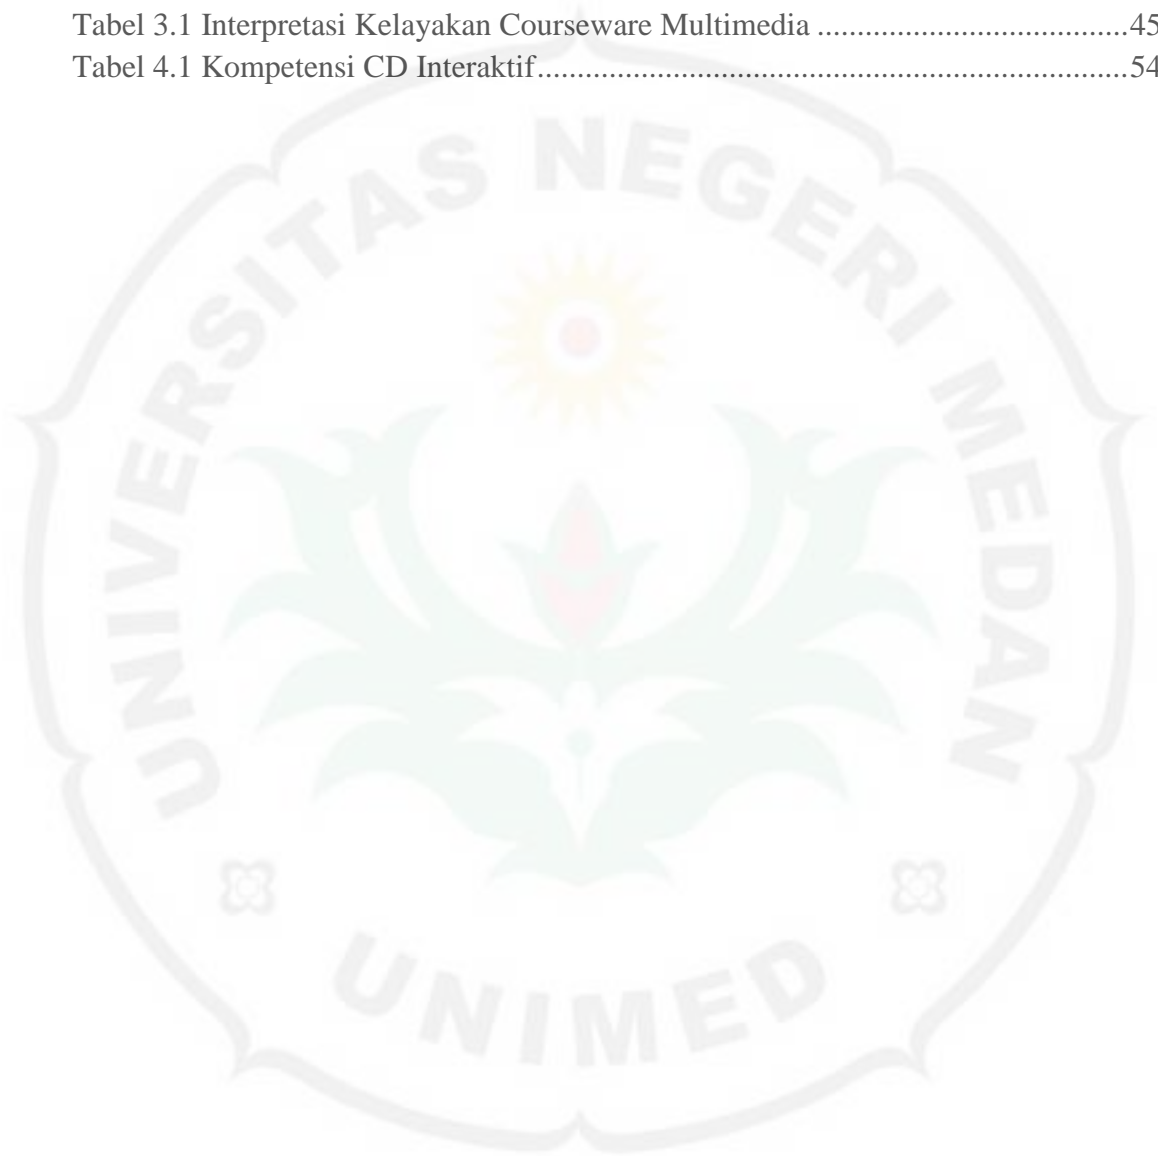 Tabel 3.1 Interpretasi Kelayakan Courseware Multimedia .......................................45
Tabel 4.1 Kompetensi CD Interaktif..........................................................................54
UNIVERSITAS NEGERI MEDAN
UNIMED